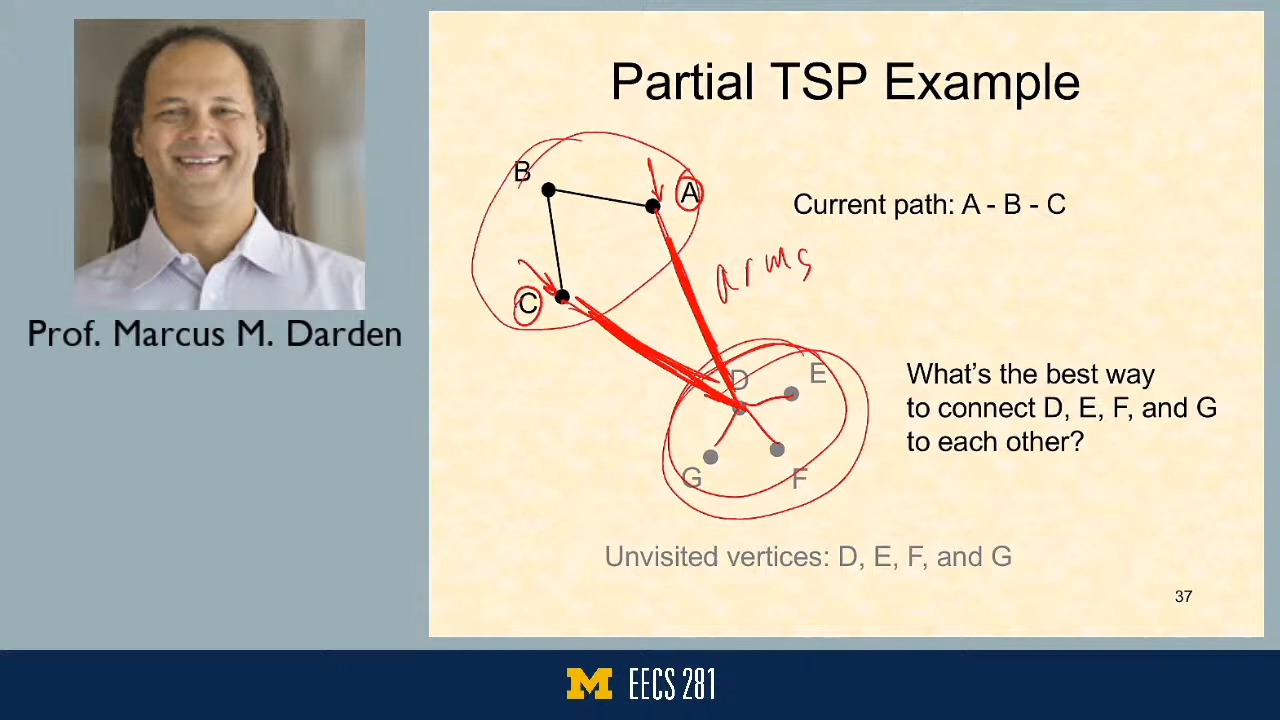 Partial TSP Example
B
A
Current path: A - B - C
arms
C
D
E
What's the best way
to connect D, E, F, and G
to each other?
G
F
Unvisited vertices: D, E, F, and G
37
Prof. Marcus M. Darden
M EECS 281